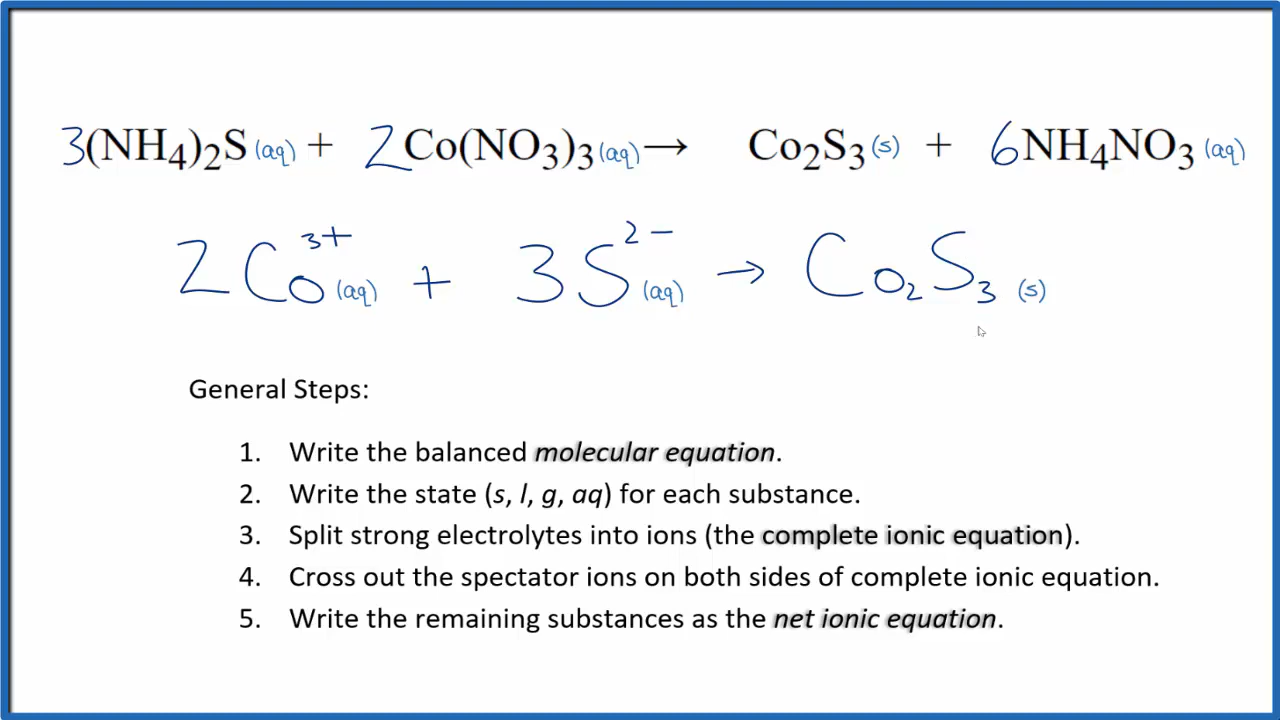 3(NH₄)₂S (aq) + 2Co(NO₃)₃ (aq) → Co₂S₃ (s) + 6NH₄NO₃ (aq)
2Co³⁺ (aq) + 3S²⁻ (aq) → Co₂S₃ (s)
General Steps:
1. Write the balanced molecular equation.
2. Write the state (s, l, g, aq) for each substance.
3. Split strong electrolytes into ions (the complete ionic equation).
4. Cross out the spectator ions on both sides of complete ionic equation.
5. Write the remaining substances as the net ionic equation.